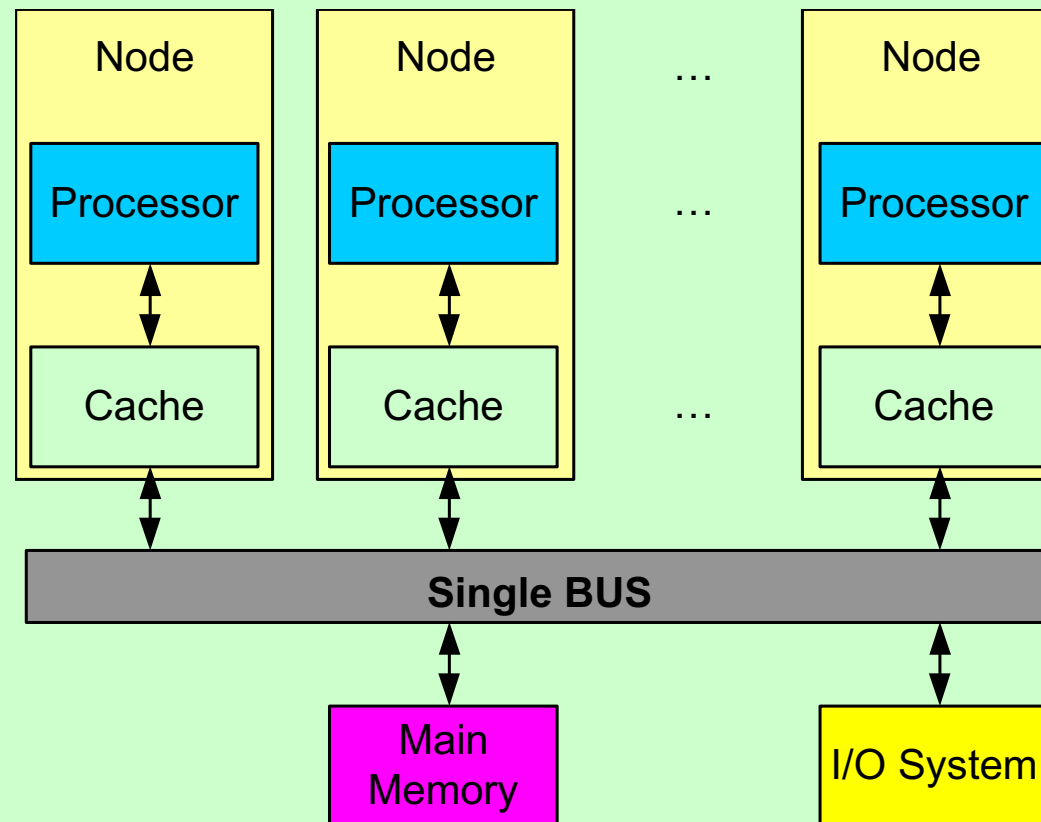 Node Node … Node
Processor Processor … Processor
Cache Cache … Cache
Single BUS
Main
Memory
I/O System